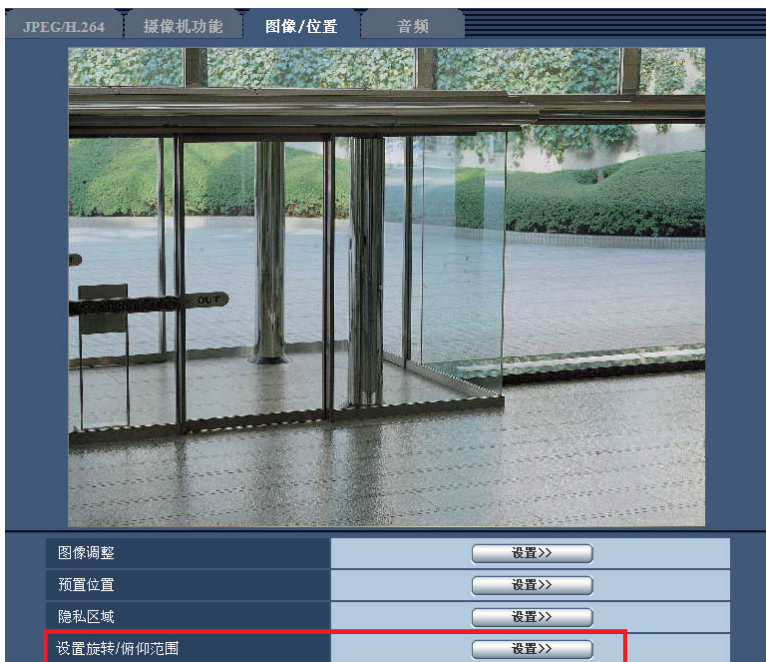 JPEG/H.264 摄像机功能 图像/位置 音频
OUT
图像调整 设置>>
预置位置 设置>>
隐私区域 设置>>
设置旋转/俯仰范围 设置>>